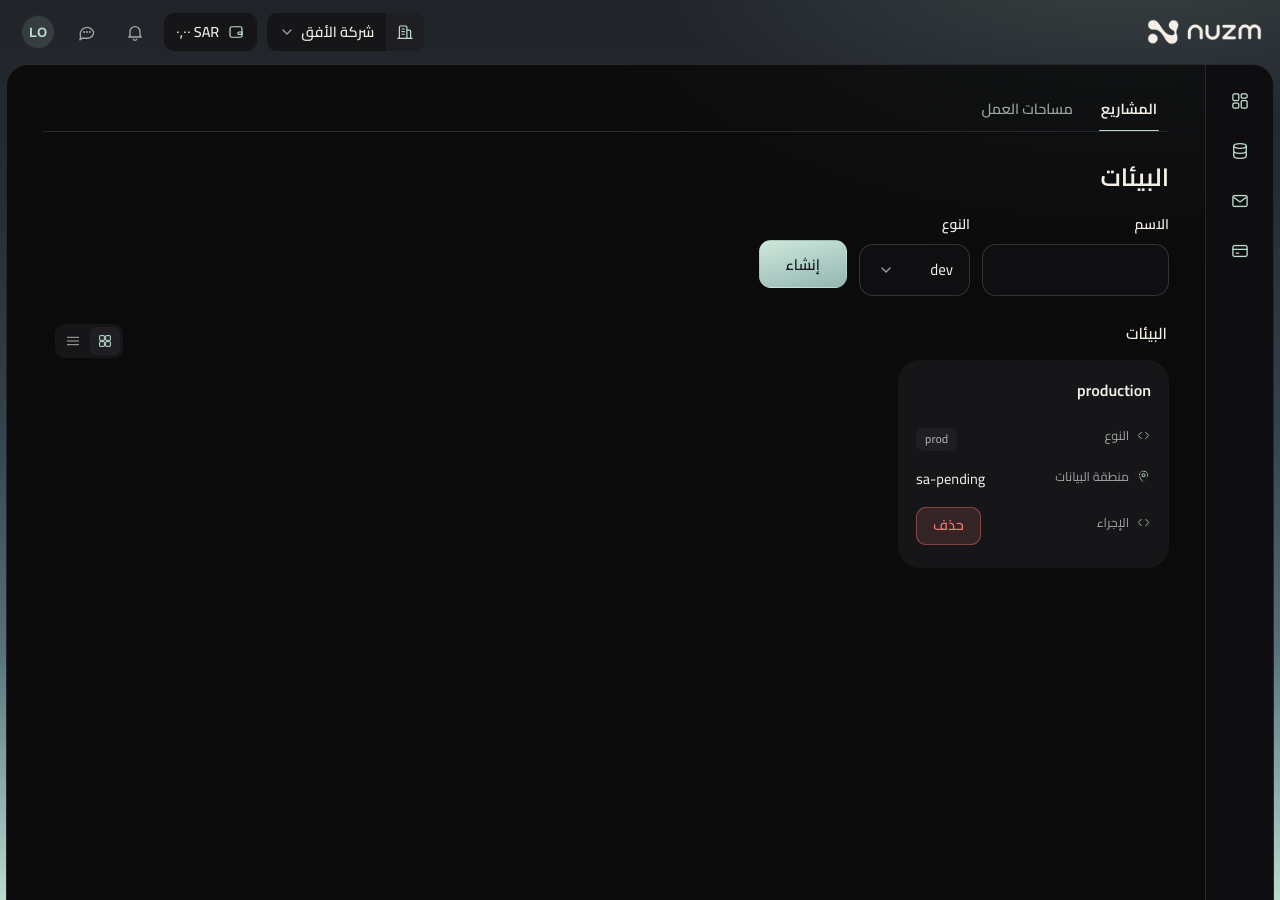 nuzm
شركة الأفق
٠٫٠٠ SAR
LO
المشاريع
مساحات العمل
البيئات
الاسم
النوع
dev
إنشاء
البيئات
production
النوع
prod
منطقة البيانات
sa-pending
الإجراء
حذف